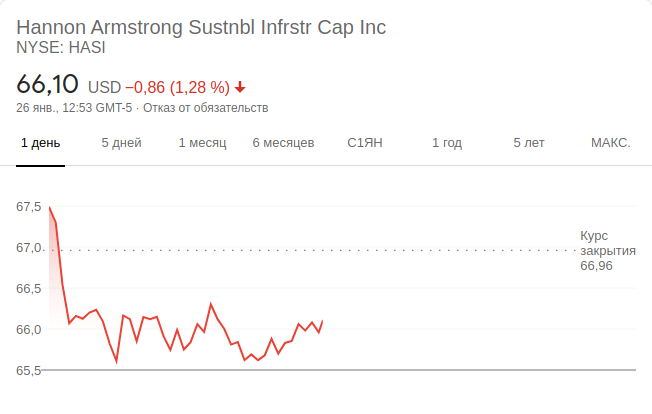 Hannon Armstrong Sustnbl Infrstr Cap Inc
NYSE: HASI
66,10 USD −0,86 (1,28 %)
26 янв., 12:53 GMT-5 · Отказ от обязательств
1 день 5 дней 1 месяц 6 месяцев С1ЯН 1 год 5 лет МАКС.
67,5
67,0
66,5
66,0
65,5
Курс
закрытия
66,96